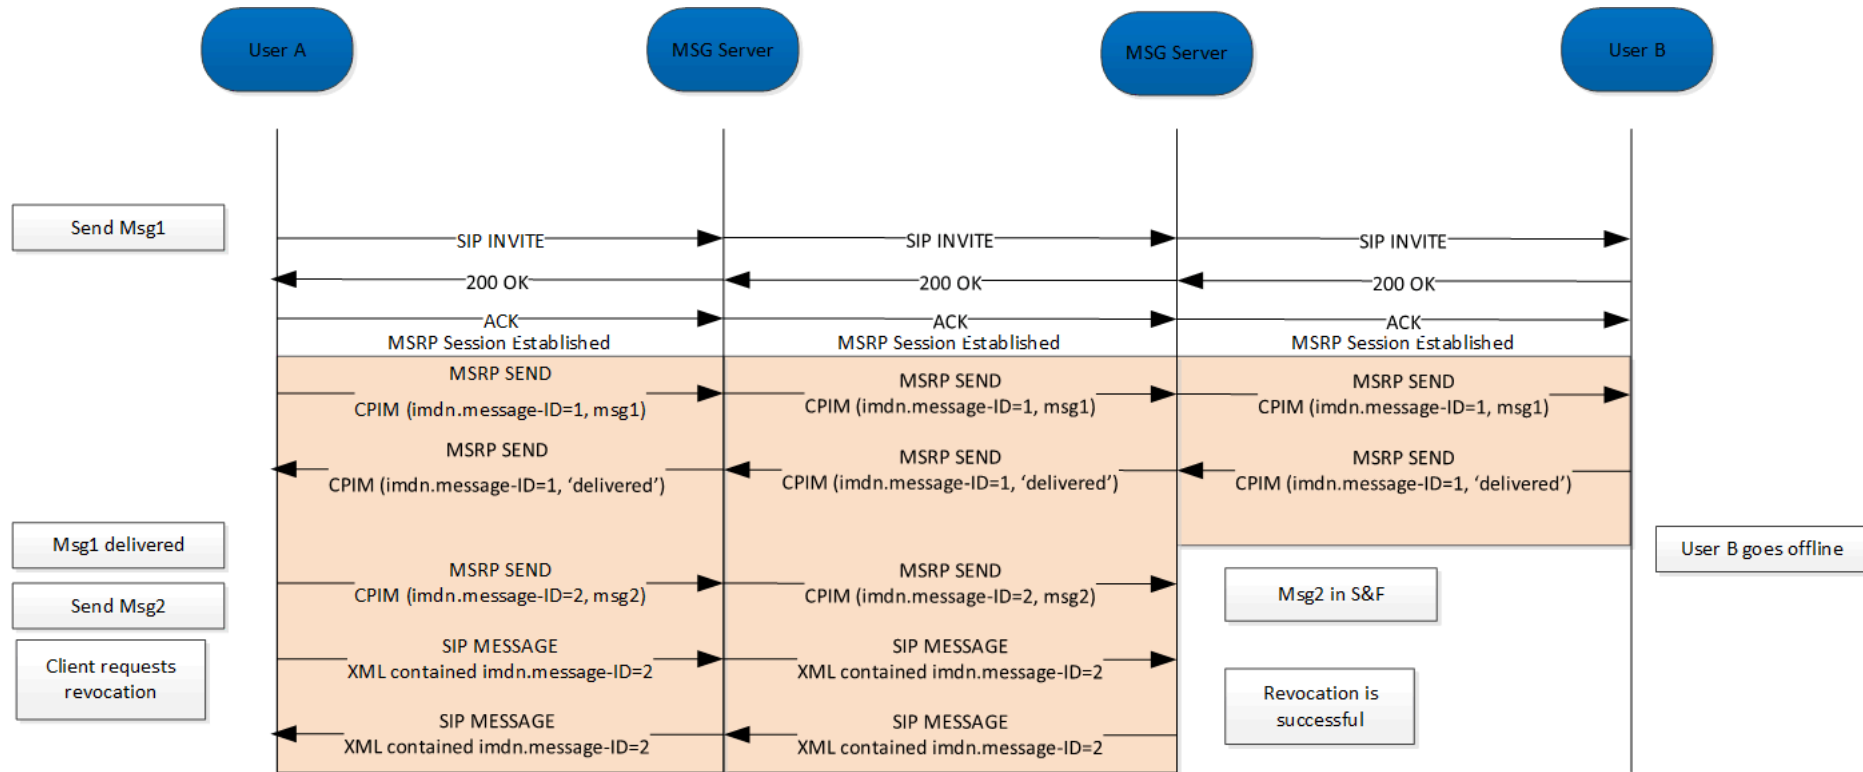 User A
MSG Server
MSG Server
User B
Send Msg1
SIP INVITE
SIP INVITE
SIP INVITE
200 OK
200 OK
200 OK
ACK
ACK
ACK
MSRP Session Established
MSRP Session Established
MSRP Session Established
MSRP SEND
CPIM (imdn.message-ID=1, msg1)
MSRP SEND
CPIM (imdn.message-ID=1, msg1)
MSRP SEND
CPIM (imdn.message-ID=1, msg1)
MSRP SEND
CPIM (imdn.message-ID=1, ‘delivered’)
MSRP SEND
CPIM (imdn.message-ID=1, ‘delivered’)
MSRP SEND
CPIM (imdn.message-ID=1, ‘delivered’)
Msg1 delivered
User B goes offline
Send Msg2
MSRP SEND
CPIM (imdn.message-ID=2, msg2)
MSRP SEND
CPIM (imdn.message-ID=2, msg2)
Msg2 in S&F
Client requests
revocation
SIP MESSAGE
XML contained imdn.message-ID=2
SIP MESSAGE
XML contained imdn.message-ID=2
Revocation is
successful
SIP MESSAGE
XML contained imdn.message-ID=2
SIP MESSAGE
XML contained imdn.message-ID=2